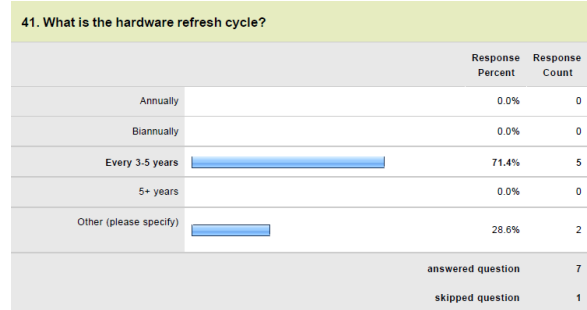 41. What is the hardware refresh cycle?
Response Percent Response Count
Annually 0.0% 0
Biannually 0.0% 0
Every 3-5 years 71.4% 5
5+ years 0.0% 0
Other (please specify) 28.6% 2
answered question 7
skipped question 1